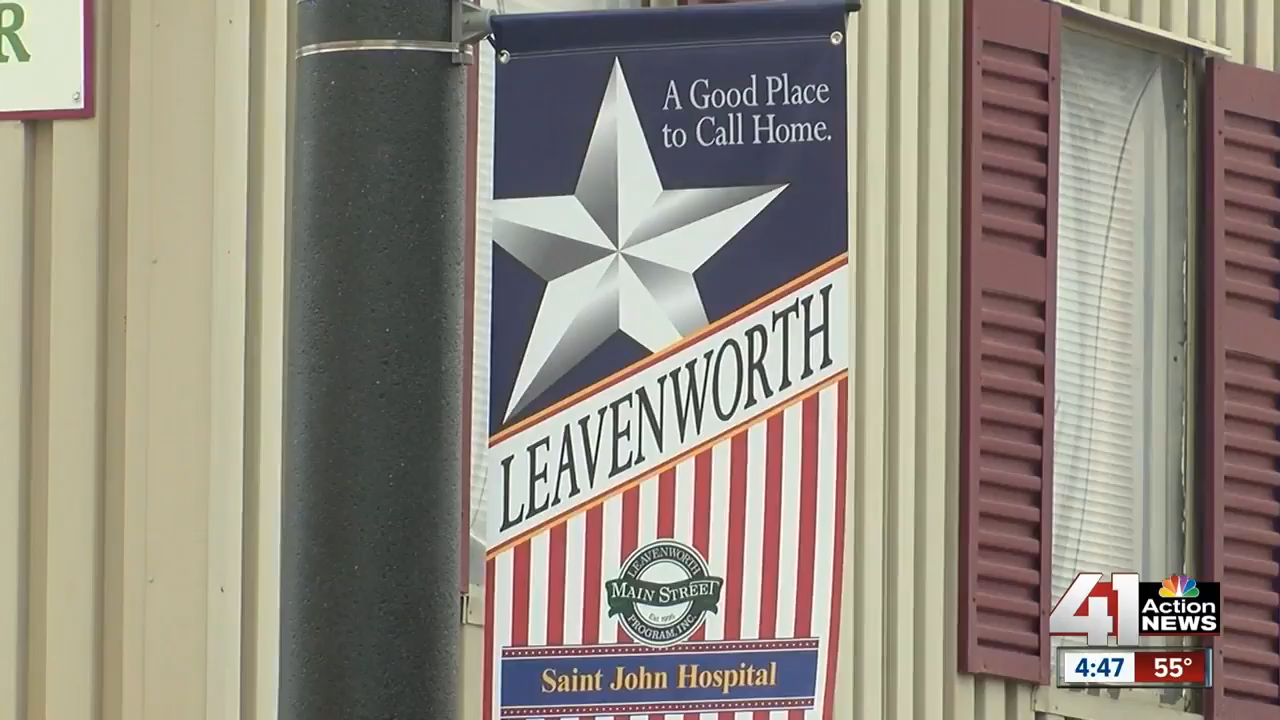 R
A Good Place
to Call Home.
LEAVENWORTH
LEAVENWORTH
MAIN STREET
Est 1996
PROGRAM, INC.
Saint John Hospital
41 Action
NEWS
4:47 55°